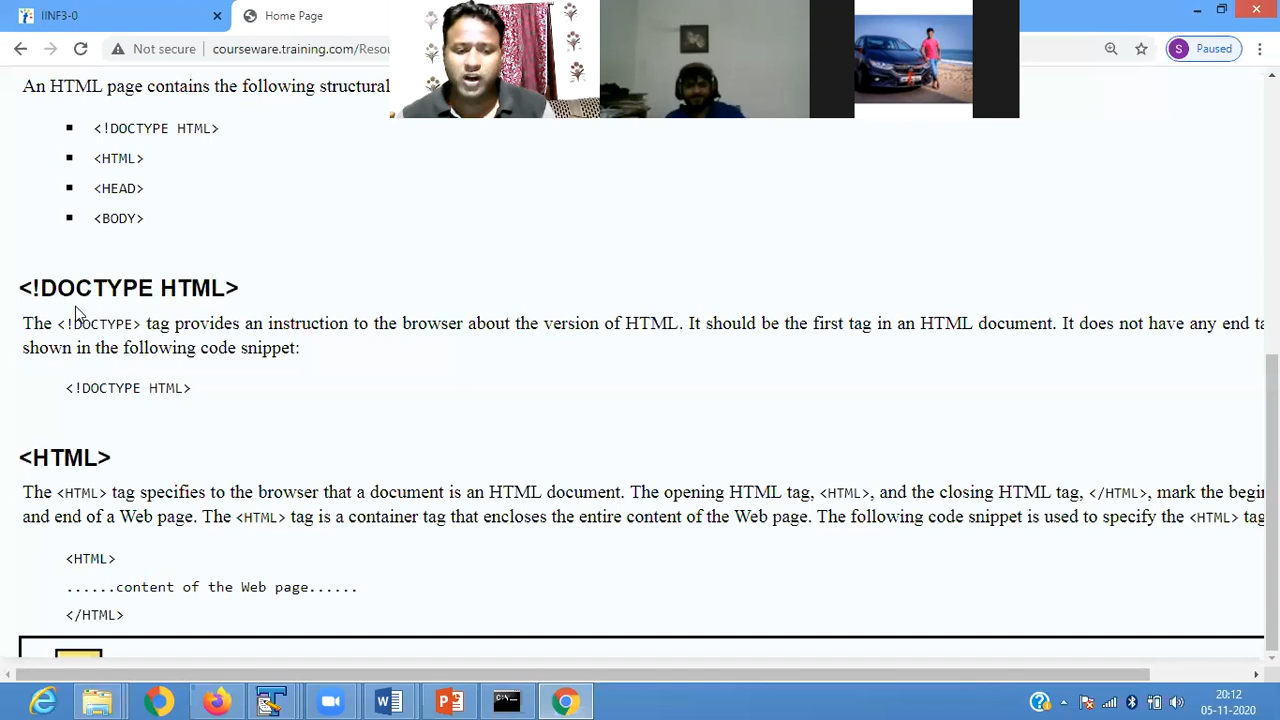 IINF3-0
Home Page
Not secure
courseware.training.com/Reso
S Paused
An HTML page contains the following structural
<!DOCTYPE HTML>
<HTML>
<HEAD>
<BODY>
<!DOCTYPE HTML>
The <!DOCTYPE> tag provides an instruction to the browser about the version of HTML. It should be the first tag in an HTML document. It does not have any end ta
shown in the following code snippet:
<!DOCTYPE HTML>
<HTML>
The <HTML> tag specifies to the browser that a document is an HTML document. The opening HTML tag, <HTML>, and the closing HTML tag, </HTML>, mark the begin
and end of a Web page. The <HTML> tag is a container tag that encloses the entire content of the Web page. The following code snippet is used to specify the <HTML> tag
<HTML>
......content of the Web page......
</HTML>
20:12
05-11-2020